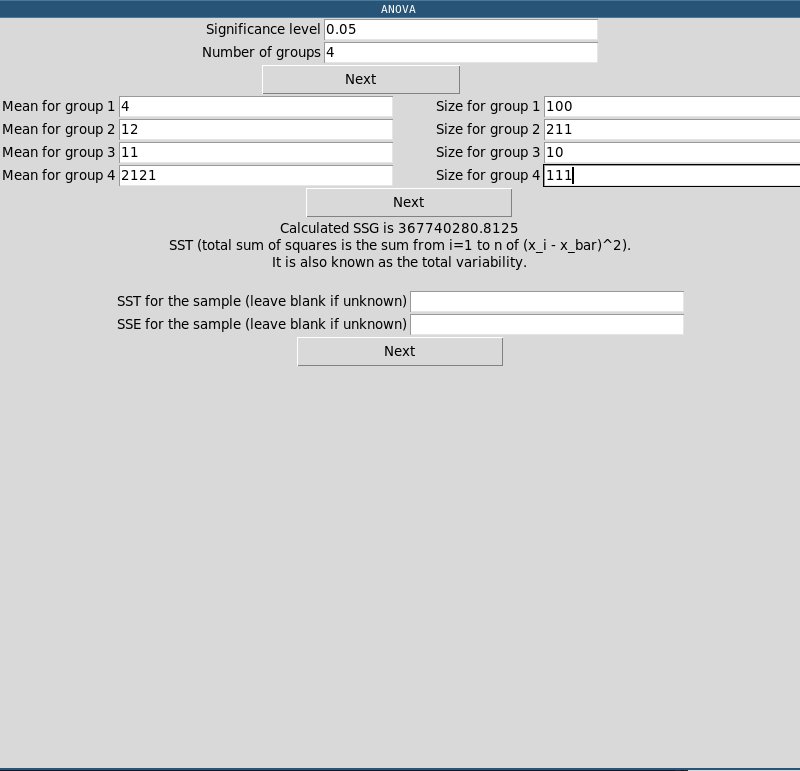 ANOVA
Significance level 0.05
Number of groups 4
Next
Mean for group 1 4 Size for group 1 100
Mean for group 2 12 Size for group 2 211
Mean for group 3 11 Size for group 3 10
Mean for group 4 2121 Size for group 4 111
Next
Calculated SSG is 367740280.8125
SST (total sum of squares is the sum from i=1 to n of (x_i - x_bar)^2).
It is also known as the total variability.
SST for the sample (leave blank if unknown)
SSE for the sample (leave blank if unknown)
Next